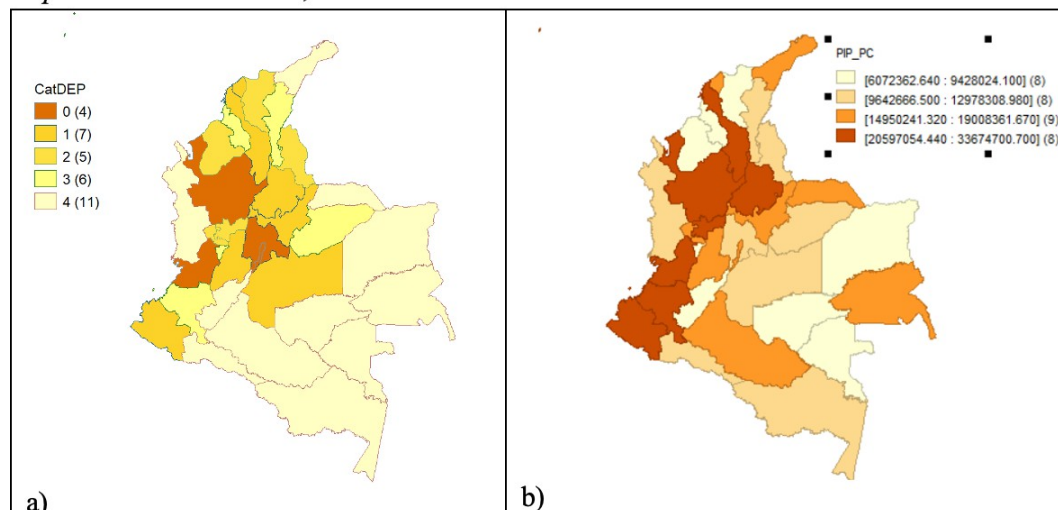 CatDEP
0 (4)
1 (7)
2 (5)
3 (6)
4 (11)
a)
PIP_PC
[6072362.640 : 9428024.100] (8)
[9642666.500 : 12978308.980] (8)
[14950241.320 : 19008361.670] (9)
[20597054.440 : 33674700.700] (8)
b)